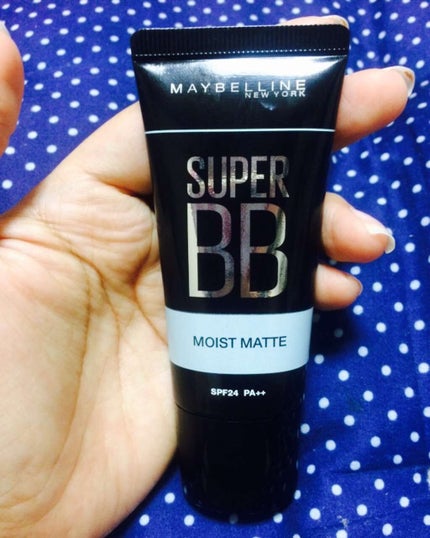 MAYBELLINE
NEW YORK
SUPER
BB
MOIST MATTE
SPF24 PA++